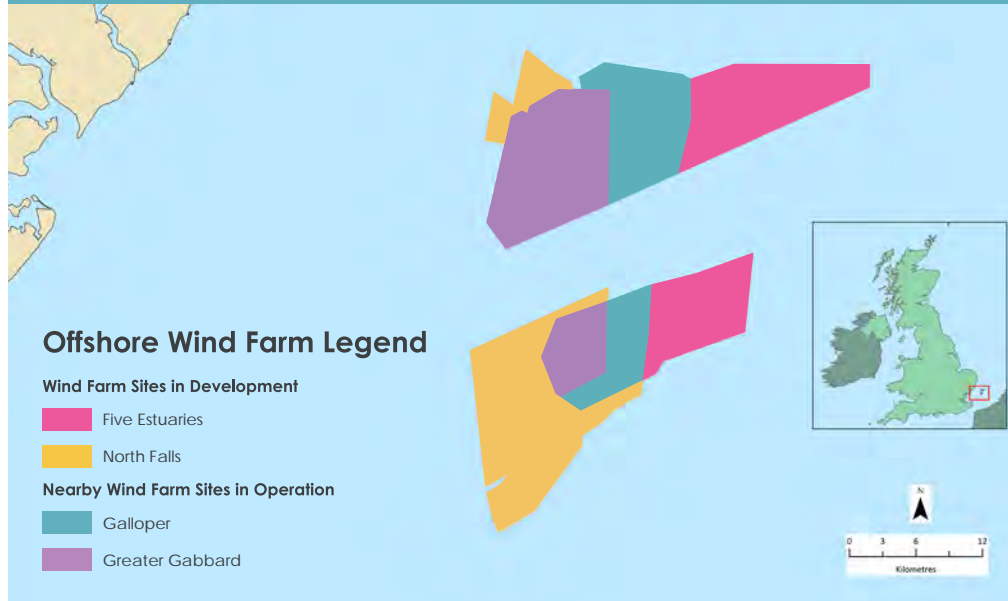 Offshore Wind Farm Legend
Wind Farm Sites in Development
Five Estuaries
North Falls
Nearby Wind Farm Sites in Operation
Galloper
Greater Gabbard
N
0 3 6 12
Kilometres